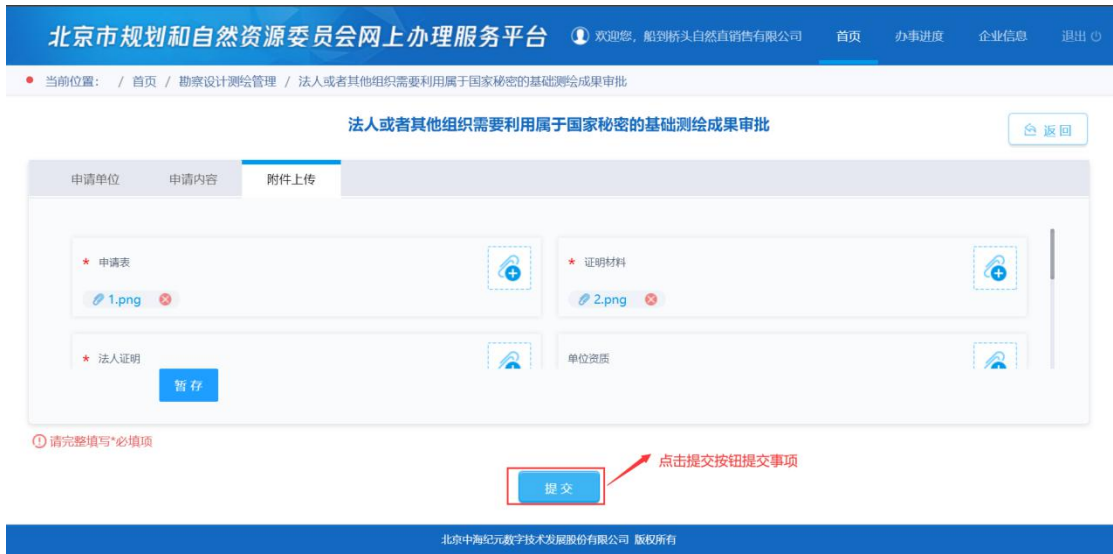 北京市规划和自然资源委员会网上办理服务平台 欢迎您，船到桥头自然直销售有限公司 首页 办事进度 企业信息 退出
当前位置： / 首页 / 勘察设计测绘管理 / 法人或者其他组织需要利用属于国家秘密的基础测绘成果审批
法人或者其他组织需要利用属于国家秘密的基础测绘成果审批
返回
申请单位 申请内容 附件上传
* 申请表
* 证明材料
1.png
2.png
* 法人证明
单位资质
暂存
请完整填写*必填项
点击提交按钮提交事项
提交
北京中海纪元数字技术发展股份有限公司 版权所有